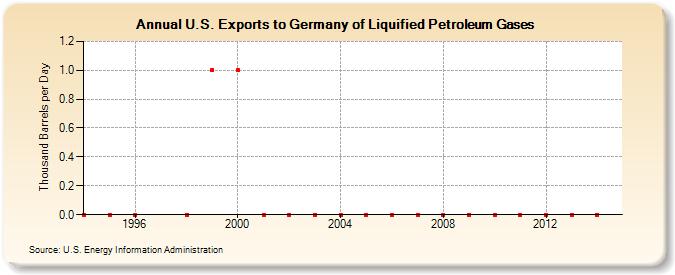 Annual U.S. Exports to Germany of Liquified Petroleum Gases
Thousand Barrels per Day
1.2
1.0
0.8
0.6
0.4
0.2
0.0
1996 2000 2004 2008 2012
Source: U.S. Energy Information Administration